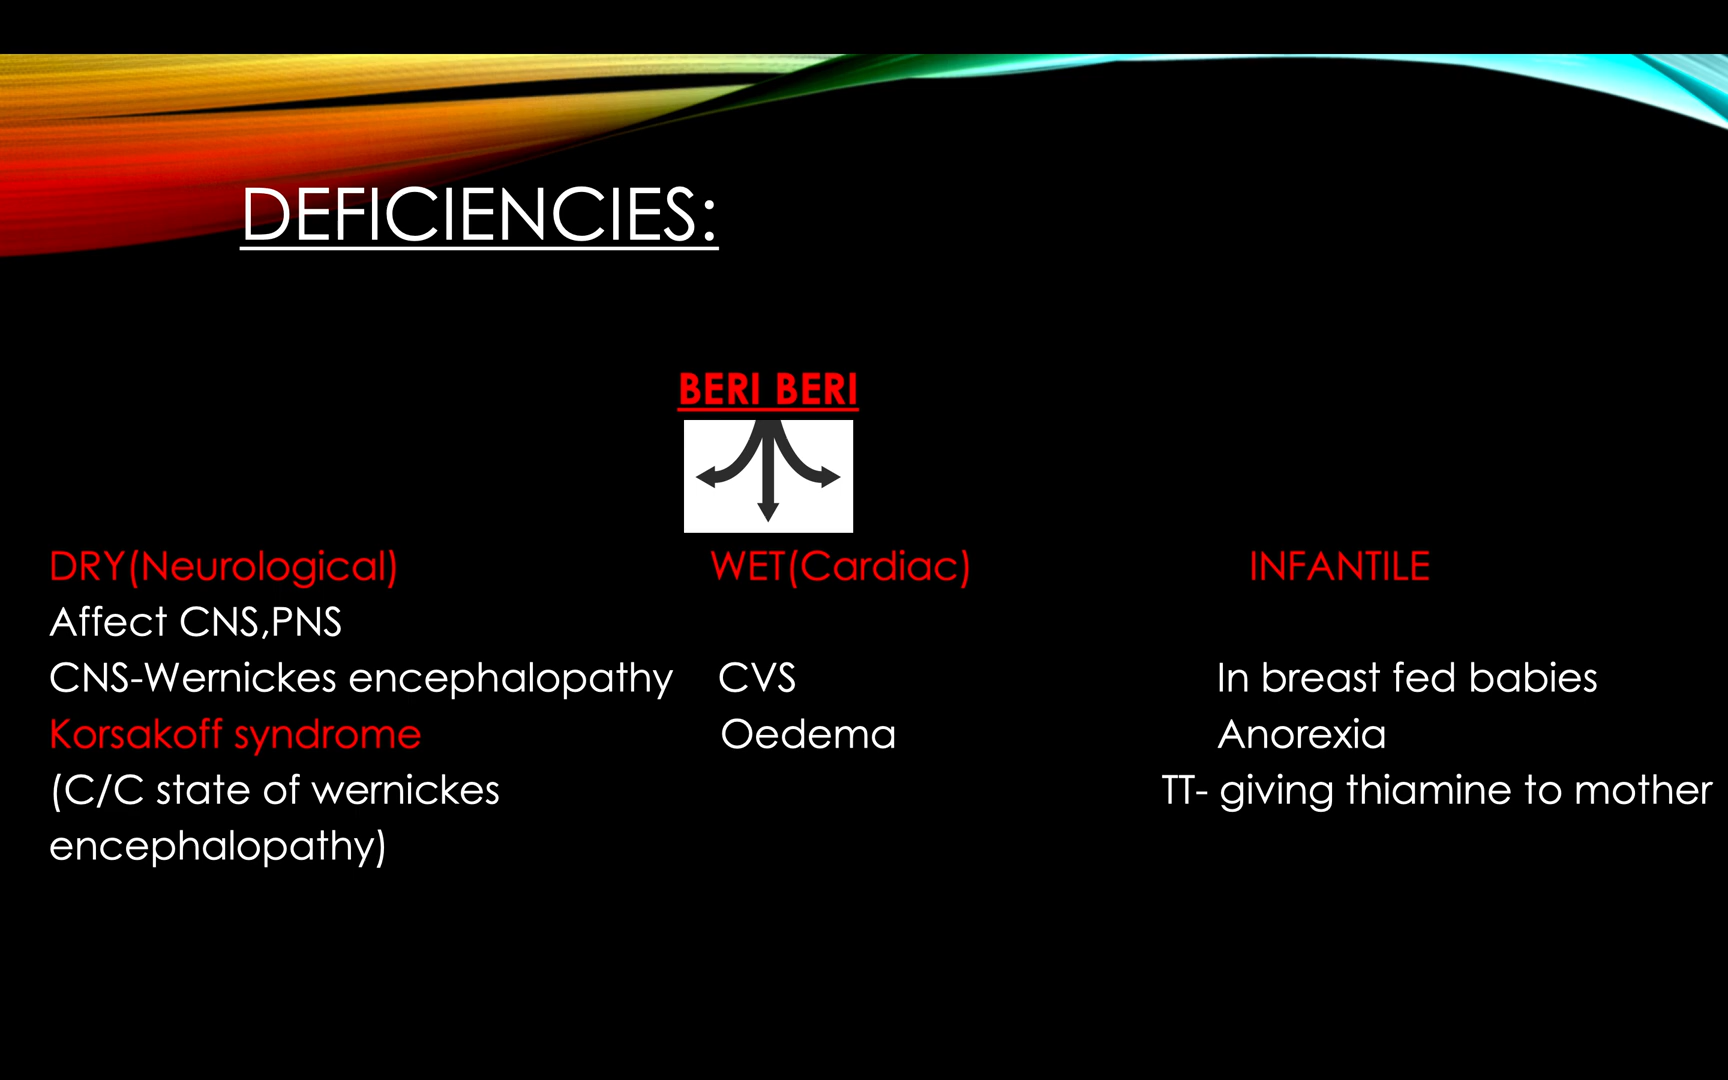 DEFICIENCIES:
BERI BERI
DRY(Neurological) WET(Cardiac) INFANTILE
Affect CNS,PNS
CNS-Wernickes encephalopathy CVS In breast fed babies
Korsakoff syndrome Oedema Anorexia
(C/C state of wernickes TT- giving thiamine to mother
encephalopathy)